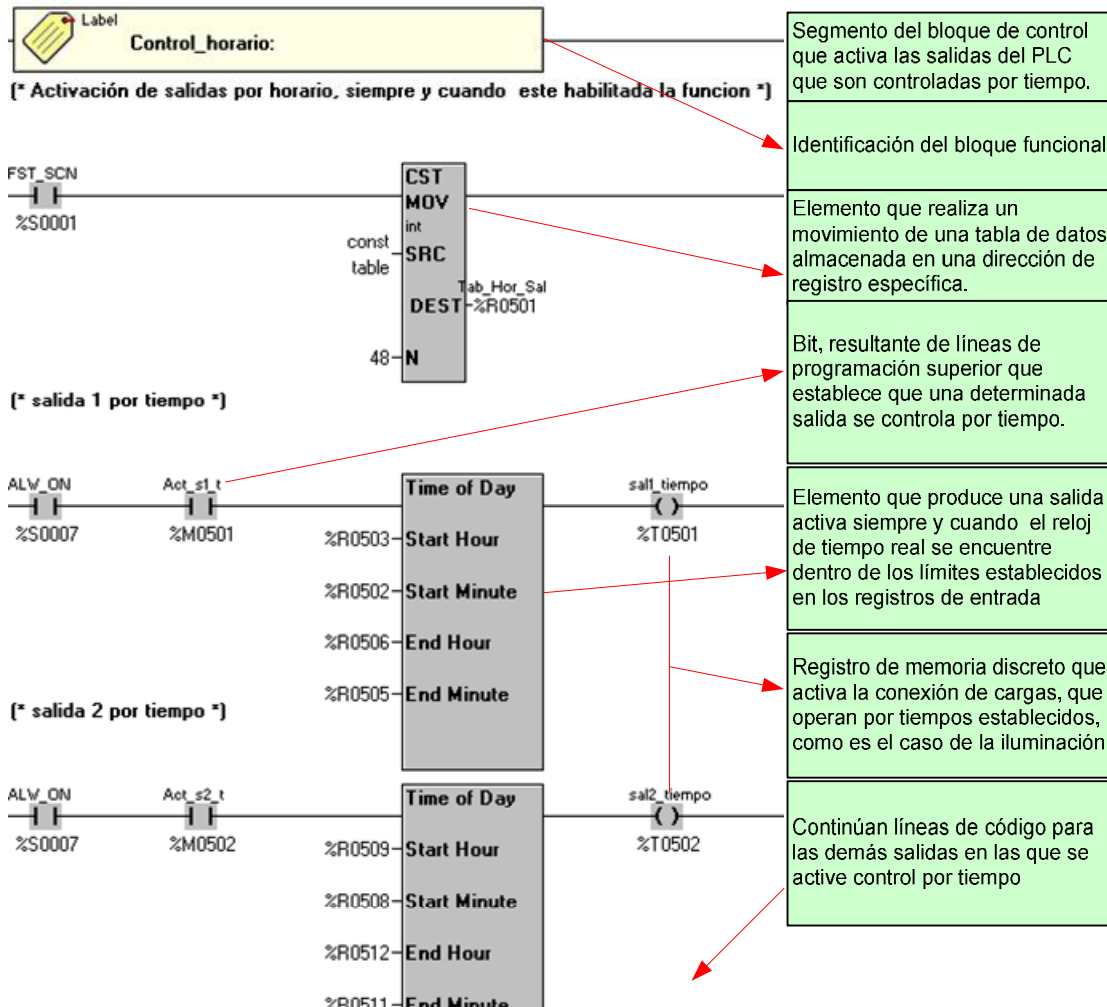 Label
Control_horario:
(* Activación de salidas por horario, siempre y cuando este habilitada la funcion *)
FST_SCN
%S0001
CST
MOV
int
const
table
SRC
Tab_Hor_Sal
DEST
%R0501
48
N
(* salida 1 por tiempo *)
ALW_ON
%S0007
Act_s1_t
%M0501
Time of Day
%R0503
Start Hour
%R0502
Start Minute
%R0506
End Hour
%R0505
End Minute
sal1_tiempo
%T0501
(* salida 2 por tiempo *)
ALW_ON
%S0007
Act_s2_t
%M0502
Time of Day
%R0509
Start Hour
%R0508
Start Minute
%R0512
End Hour
%R0511
End Minute
sal2_tiempo
%T0502
Segmento del bloque de control
que activa las salidas del PLC
que son controladas por tiempo.
Identificación del bloque funcional
Elemento que realiza un
movimiento de una tabla de datos
almacenada en una dirección de
registro específica.
Bit, resultante de líneas de
programación superior que
establece que una determinada
salida se controla por tiempo.
Elemento que produce una salida
activa siempre y cuando el reloj
de tiempo real se encuentre
dentro de los límites establecidos
en los registros de entrada
Registro de memoria discreto que
activa la conexión de cargas, que
operan por tiempos establecidos,
como es el caso de la iluminación
Continúan líneas de código para
las demás salidas en las que se
active control por tiempo